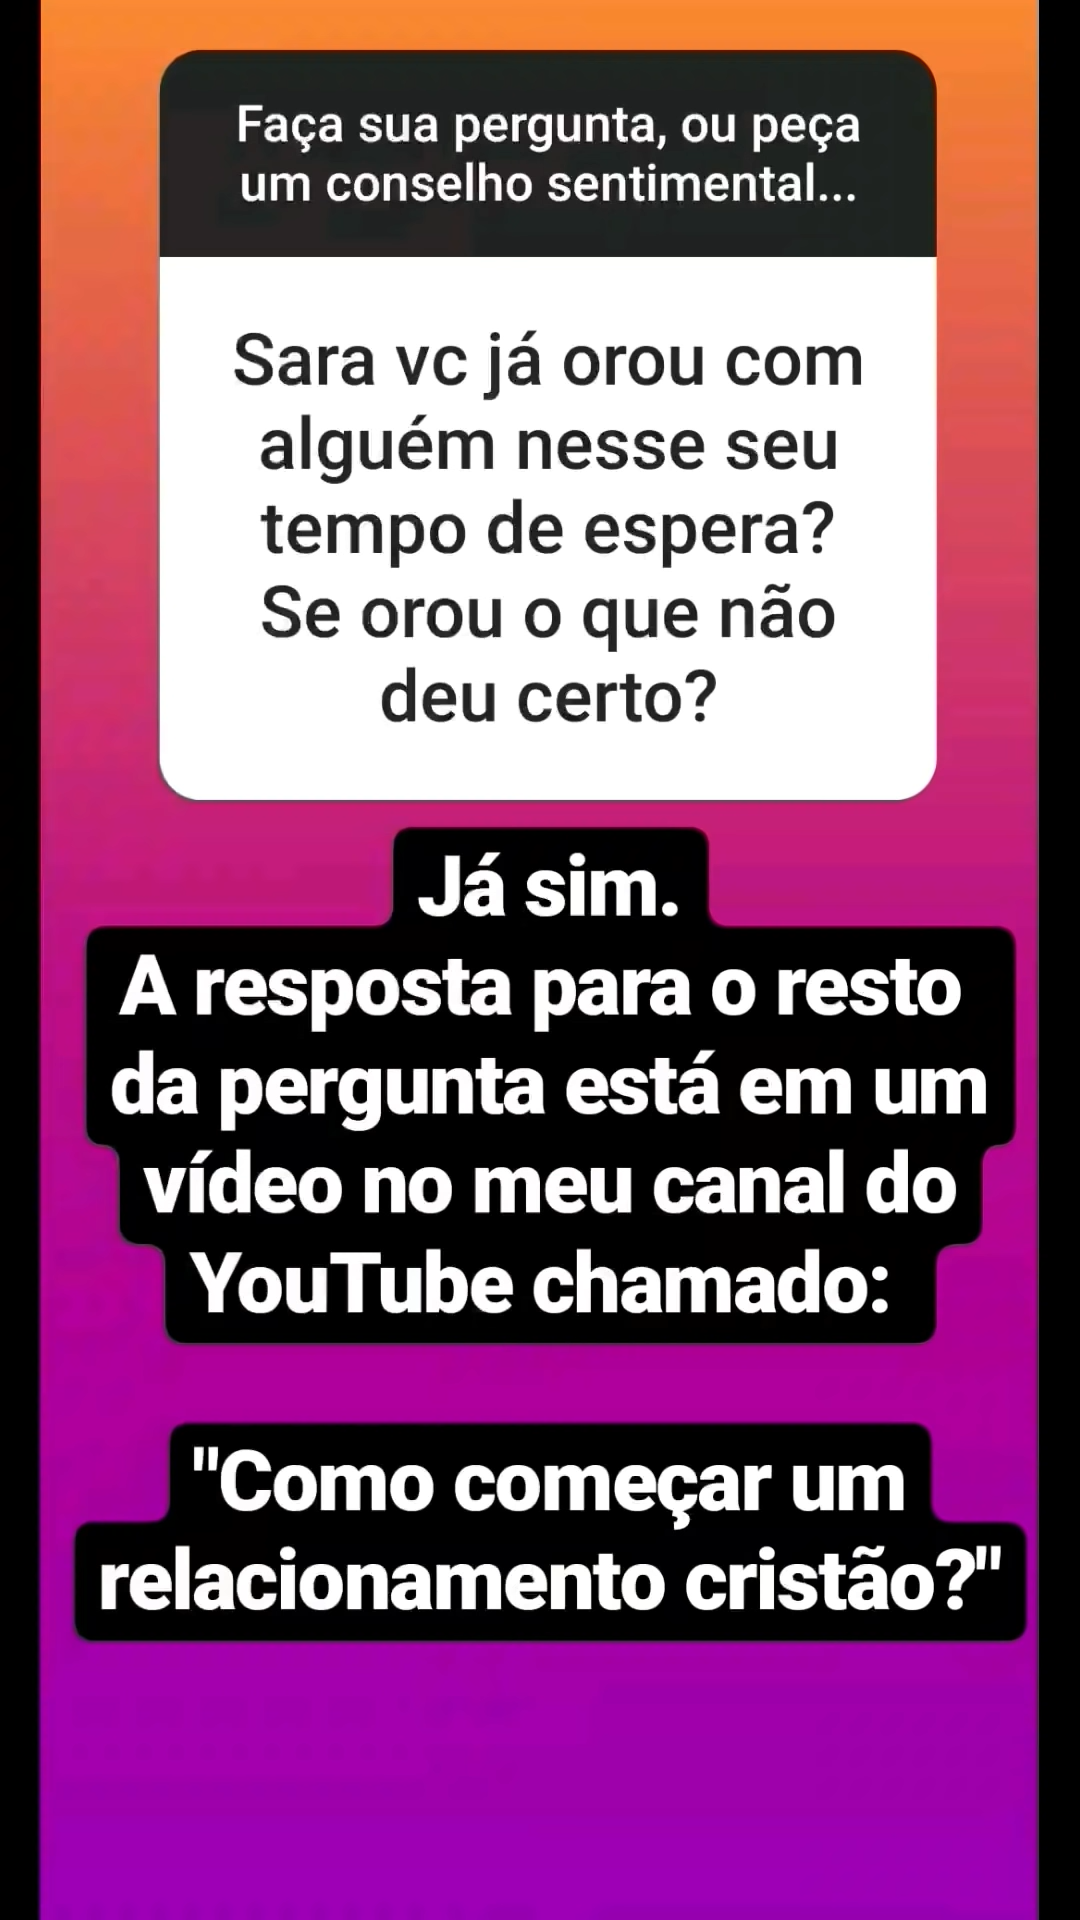 Faça sua pergunta, ou peça
um conselho sentimental...
Sara vc já orou com
alguém nesse seu
tempo de espera?
Se orou o que não
deu certo?
Já sim.
A resposta para o resto
da pergunta está em um
vídeo no meu canal do
YouTube chamado:
"Como começar um
relacionamento cristão?"